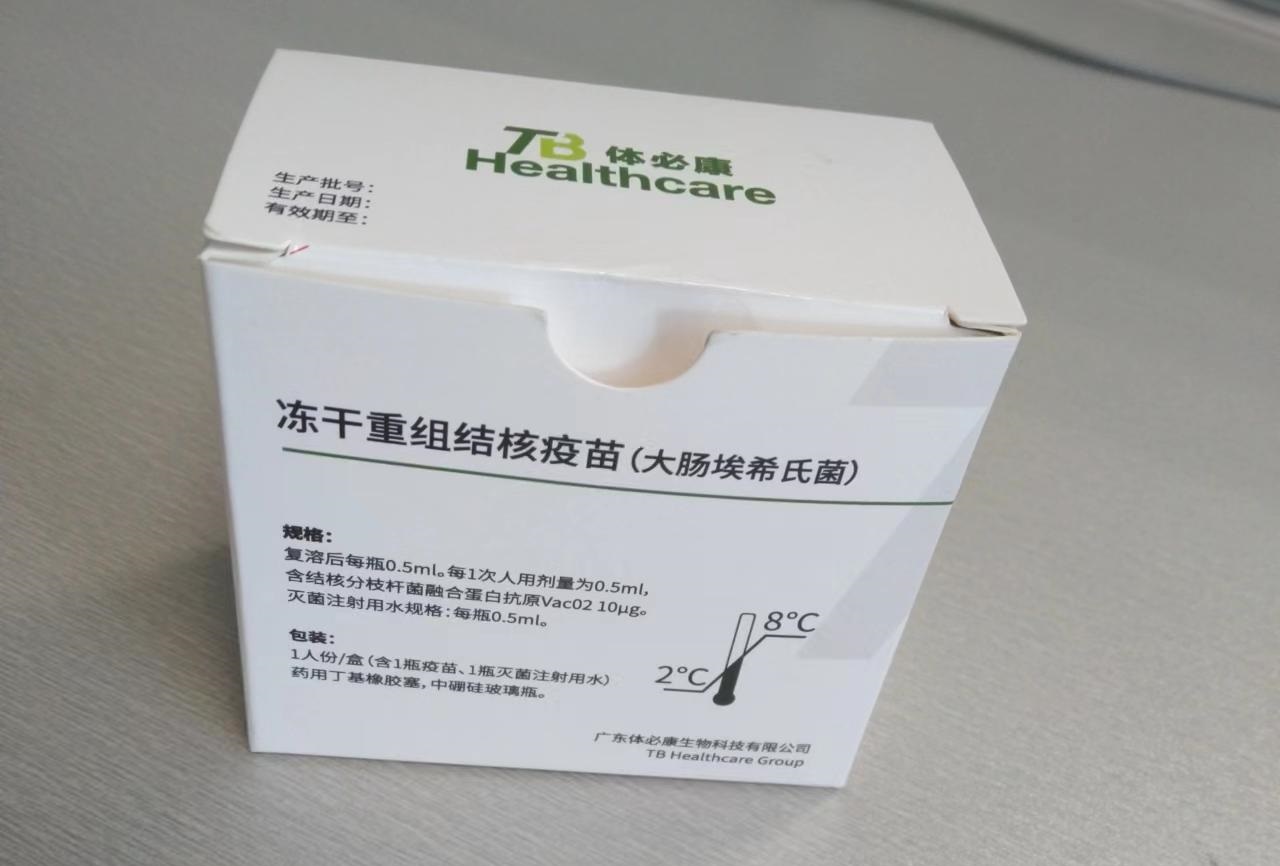 TB 体必康
Healthcare
生产批号：
生产日期：
有效期至：
冻干重组结核疫苗（大肠埃希氏菌）
规格：
复溶后每瓶0.5ml。每1次人用剂量为0.5ml，
含结核分枝杆菌融合蛋白抗原Vac02 10μg。
灭菌注射用水规格：每瓶0.5ml。
包装：
1人份/盒（含1瓶疫苗、1瓶灭菌注射用水）
药用丁基橡胶塞，中硼硅玻璃瓶。
8℃
2℃
广东体必康生物科技有限公司
TB Healthcare Group